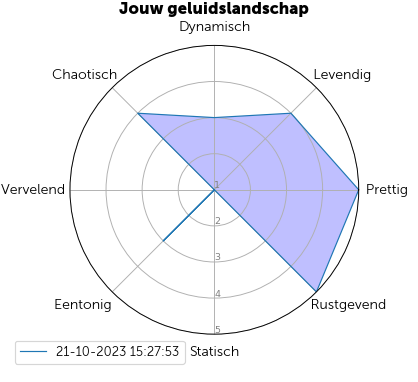 Jouw geluidslandschap
Dynamisch
Chaotisch
Levendig
Vervelend
1
Prettig
2
3
4
Eentonig
Rustgevend
5
21-10-2023 15:27:53
Statisch